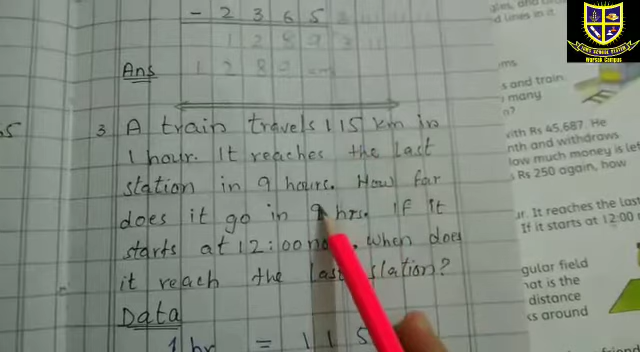 - 2 3 6 5
Ans
3. A train travels 115 km in
1 hour. It reaches the last
station in 9 hours. How far
does it go in 9 hrs. If it
starts at 12:00 noon, when does
it reach the last station?
Data
1 hr = 115
5
d lines in it.
s and train.
many
n?
with Rs 45,687. He
nth and withdraws
low much money is left
s Rs 250 again, how
ur. It reaches the last
If it starts at 12:00
gular field
hat is the
distance
ks around
Warsak Campus